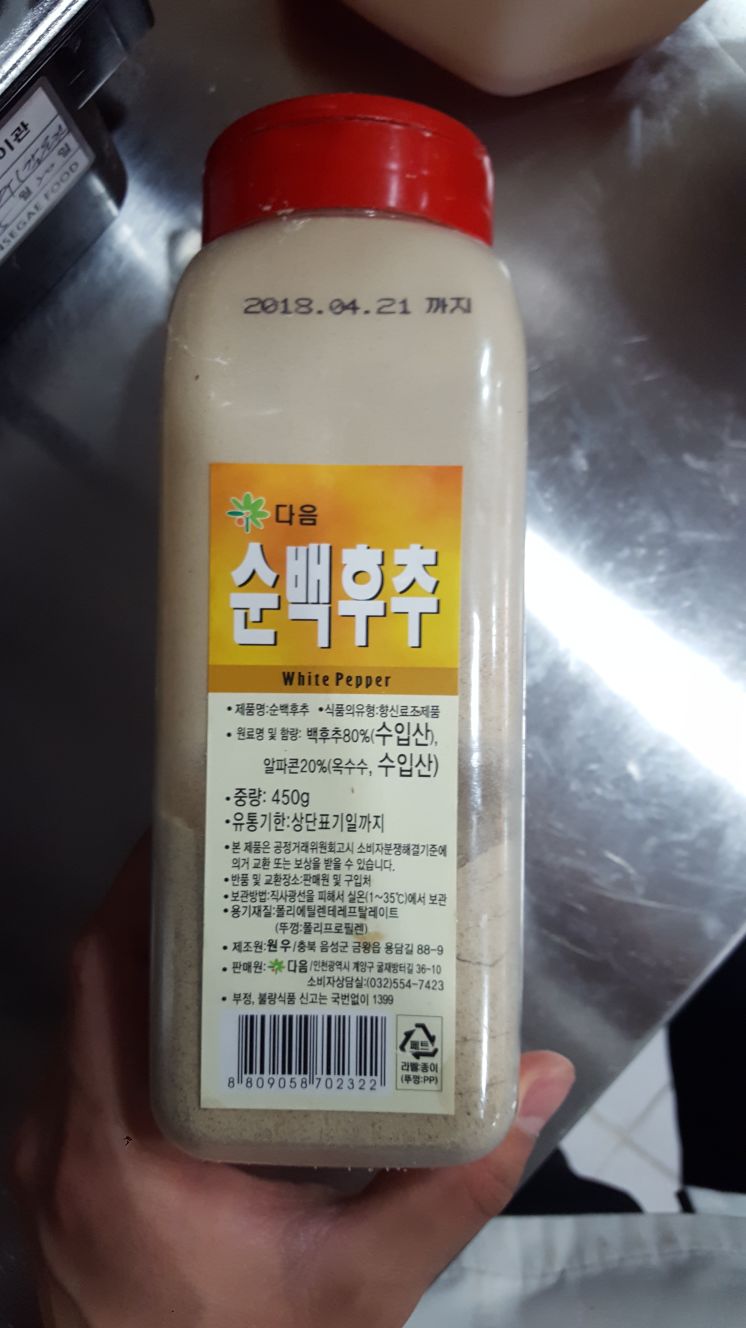 이관
월 30 일
NSEGAE FOOD
2018.04.21 까지
다음
순백후추
White Pepper
• 제품명:순백후추 •식품의유형:향신료조제품
• 원료명 및 함량: 백후추80%(수입산),
알파콘20%(옥수수, 수입산)
• 중량: 450g
• 유통기한:상단표기일까지
• 본 제품은 공정거래위원회고시 소비자분쟁해결기준에
의거 교환 또는 보상을 받을 수 있습니다.
• 반품 및 교환장소:판매원 및 구입처
• 보관방법:직사광선을 피해서 실온(1~35℃)에서 보관
• 용기재질:폴리에틸렌테레프탈레이트
(뚜껑:폴리프로필렌)
• 제조원:원우/충북 음성군 금왕읍 용담길 88-9
• 판매원: 다음/인천광역시 계양구 굴재방터길 36-10
소비자상담실:(032)554-7423
• 부정, 불량식품 신고는 국번없이 1399
8 809058 702322
페트
라벨:종이
(뚜껑:PP)